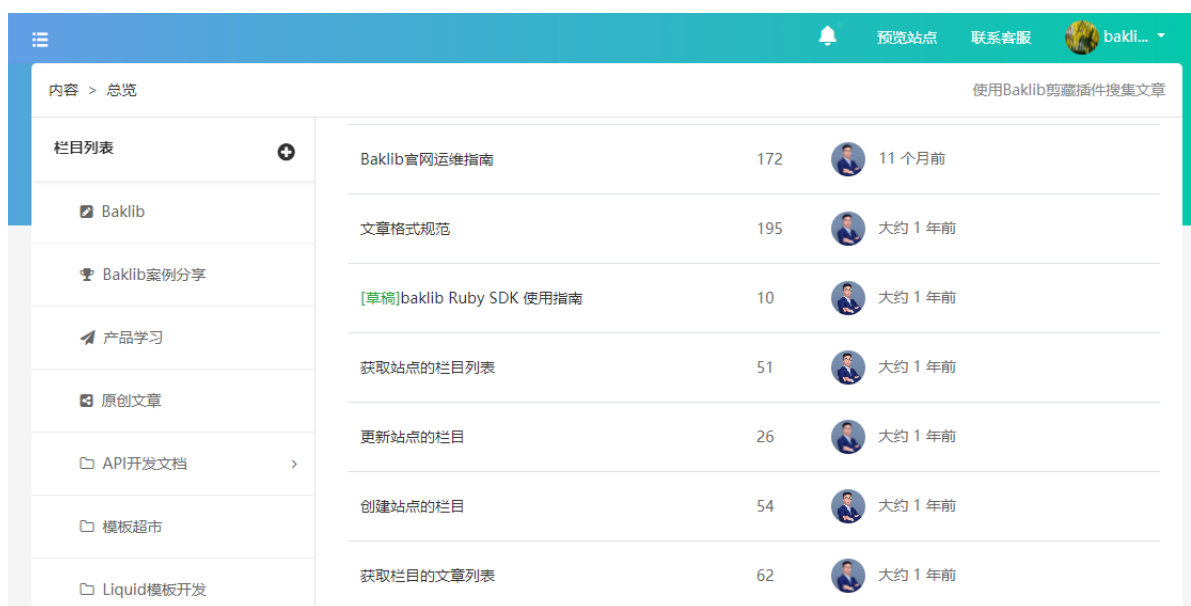 预览站点 联系客服 bakli...
内容 > 总览 使用Baklib剪藏插件搜集文章
栏目列表
Baklib
Baklib案例分享
产品学习
原创文章
API开发文档
模板超市
Liquid模板开发
Baklib官网运维指南 172 11 个月前
文章格式规范 195 大约 1 年前
[草稿]baklib Ruby SDK 使用指南 10 大约 1 年前
获取站点的栏目列表 51 大约 1 年前
更新站点的栏目 26 大约 1 年前
创建站点的栏目 54 大约 1 年前
获取栏目的文章列表 62 大约 1 年前